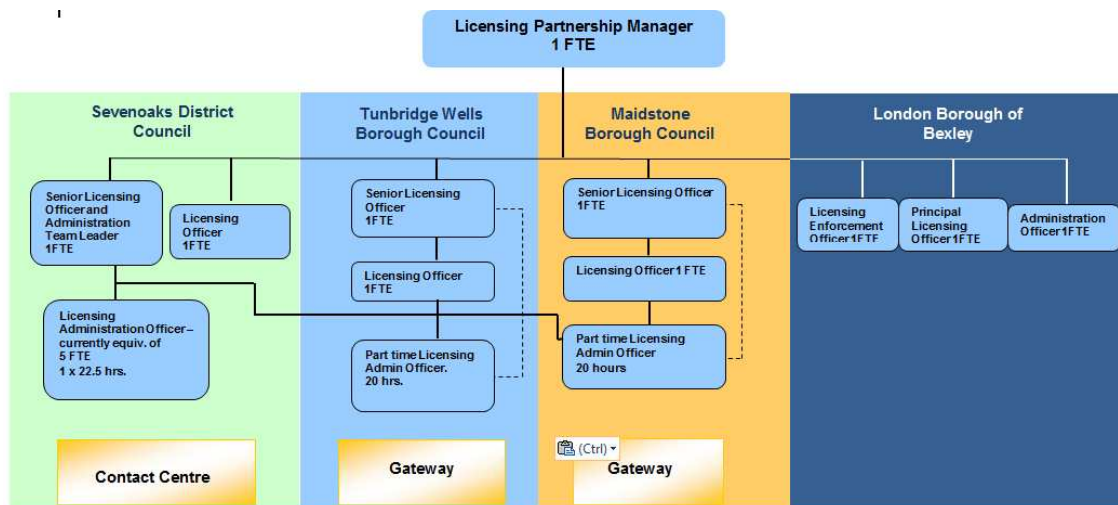 Licensing Partnership Manager
1 FTE
Sevenoaks District
Council
Tunbridge Wells
Borough Council
Maidstone
Borough Council
London Borough of
Bexley
Senior Licensing
Officer and
Administration
Team Leader
1FTE
Licensing
Officer
1FTE
Senior Licensing
Officer
1FTE
Senior Licensing Officer
1FTE
Licensing
Enforcement
Officer 1FTE
Principal
Licensing
Officer 1FTE
Administration
Officer 1FTE
Licensing Officer
1FTE
Licensing Officer 1 FTE
Licensing
Administration Officer –
currently equiv. of
5 FTE
1 x 22.5 hrs.
Part time Licensing
Admin Officer.
20 hrs.
Part time Licensing
Admin Officer
20 hours
Contact Centre
Gateway
(Ctrl)
Gateway